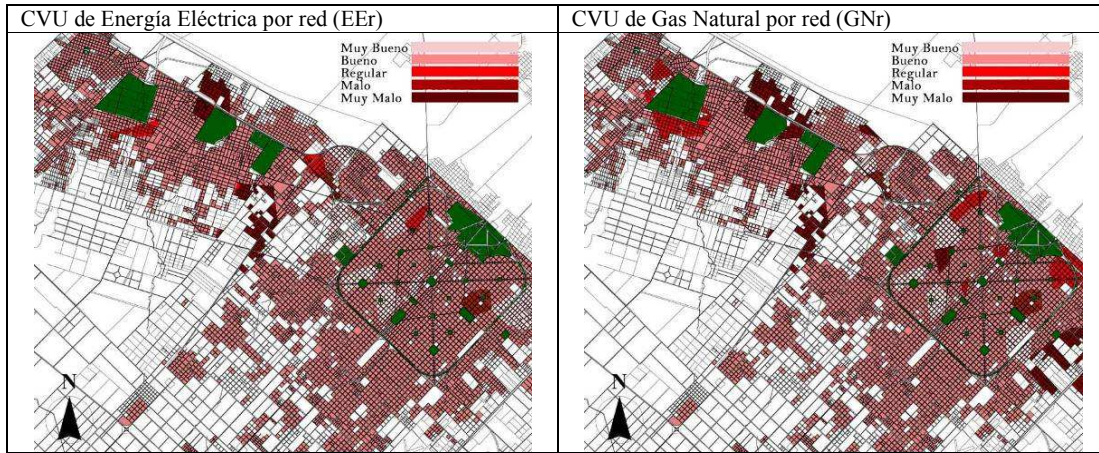 CVU de Energía Eléctrica por red (EEr)
CVU de Gas Natural por red (GNr)
Muy Bueno
Bueno
Regular
Malo
Muy Malo
N
Muy Bueno
Bueno
Regular
Malo
Muy Malo
N